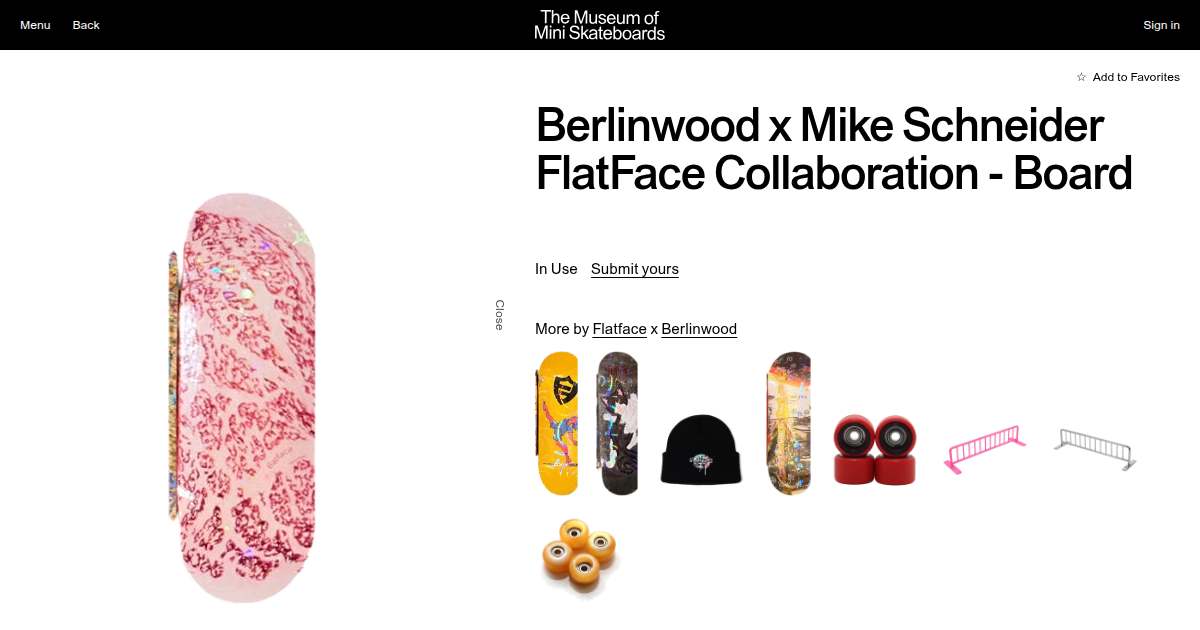 Menu
Back
The Museum of
Mini Skateboards
Sign in
☆ Add to Favorites
Berlinwood x Mike Schneider
FlatFace Collaboration - Board
In Use Submit yours
Close
More by Flatface x Berlinwood